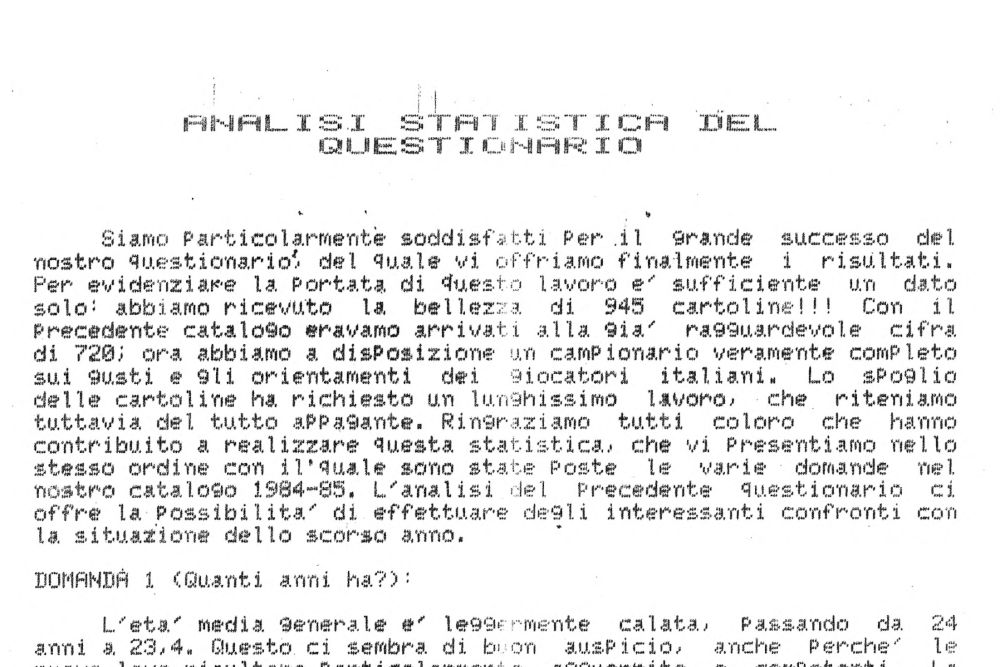 ANALISI STATISTICA DEL
QUESTIONARIO
Siamo Particolarmente soddisfatti Per il grande successo del
nostro questionario, del quale vi offriamo finalmente i risultati.
Per evidenziare la Portata di questo lavoro e' sufficiente un dato
solo: abbiamo ricevuto la bellezza di 945 cartoline!!! Con il
Precedente catalogo eravamo arrivati alla gia' ragguardevole cifra
di 720; ora abbiamo a disPosizione un camPionario veramente comPleto
sui gusti e gli orientamenti dei giocatori italiani. Lo sPoglio
delle cartoline ha richiesto un lunghissimo lavoro, che riteniamo
tuttavia del tutto aPPagante. Ringraziamo tutti coloro che hanno
contribuito a realizzare questa statistica, che vi Presentiamo nello
stesso ordine con il quale sono state Poste le varie domande nel
nostro catalogo 1984-85. L'analisi del Precedente questionario ci
offre la Possibilita' di effettuare degli interessanti confronti con
la situazione dello scorso anno.
DOMANDA 1 (Quanti anni ha?):
L'eta' media generale e' leggermente calata, Passando da 24
anni a 23,4. Questo ci sembra di buon ausPicio, anche Perche' le